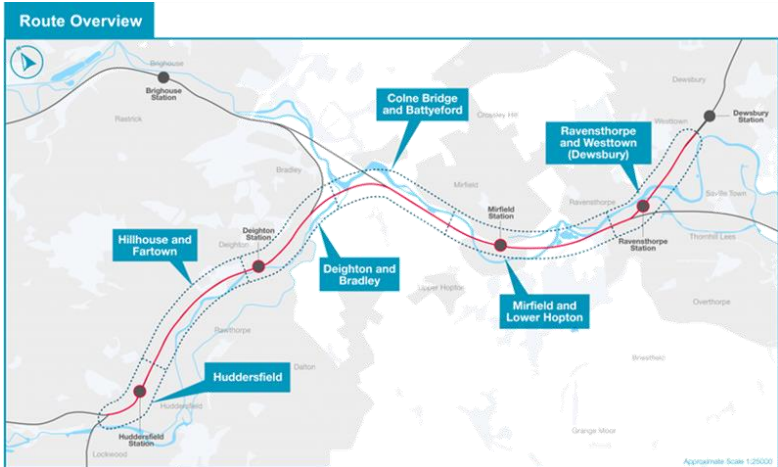 Route Overview
Brighouse
Brighouse
Station
Rastrick
Colne Bridge
and Battyeford
Crossley Hill
Dewsbury
Westtown
Dewsbury
Station
Ravensthorpe
and Westtown
(Dewsbury)
Bradley
Mirfield
Mirfield
Station
Ravensthorpe
Saville Town
Deighton
Station
Deighton
Hillhouse and
Fartown
Ravensthorpe
Station
Thornhill Lees
Deighton and
Bradley
Upper Hopton
Mirfield and
Lower Hopton
Overthorpe
Rawthorpe
Dalton
Huddersfield
Huddersfield
Huddersfield
Station
Lockwood
Grange Moor
Approximate Scale 1:25000